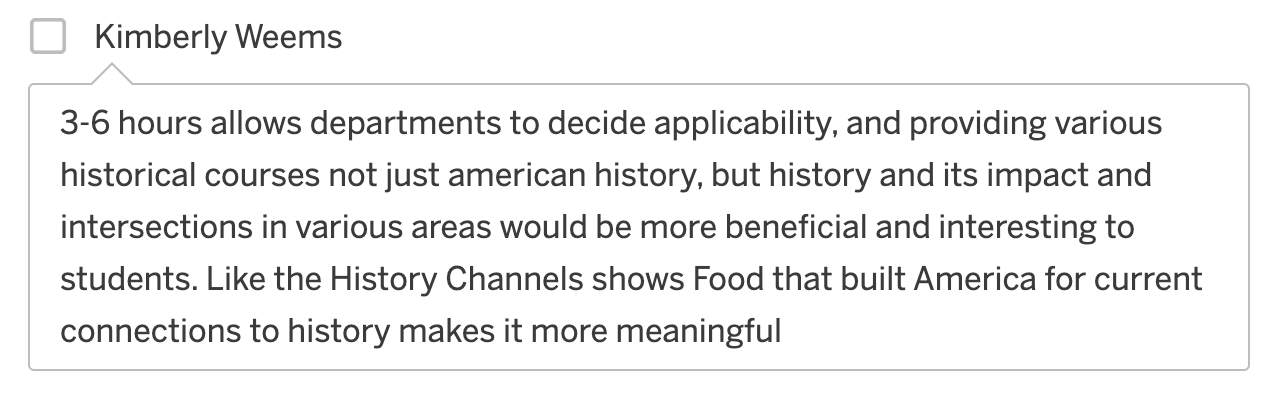 Kimberly Weems
3-6 hours allows departments to decide applicability, and providing various
historical courses not just american history, but history and its impact and
intersections in various areas would be more beneficial and interesting to
students. Like the History Channels shows Food that built America for current
connections to history makes it more meaningful